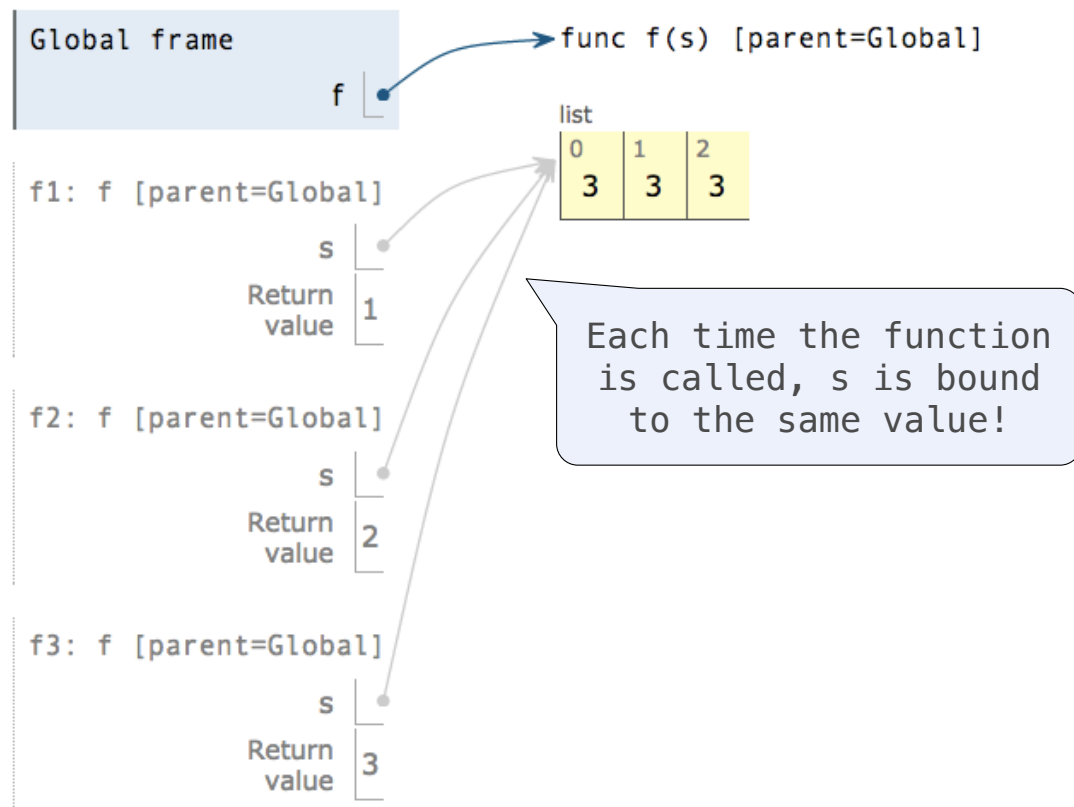 Global frame
func f(s) [parent=Global]
f
list
0 1 2
3 3 3
f1: f [parent=Global]
s
Return
value 1
Each time the function
is called, s is bound
to the same value!
f2: f [parent=Global]
s
Return
value 2
f3: f [parent=Global]
s
Return
value 3